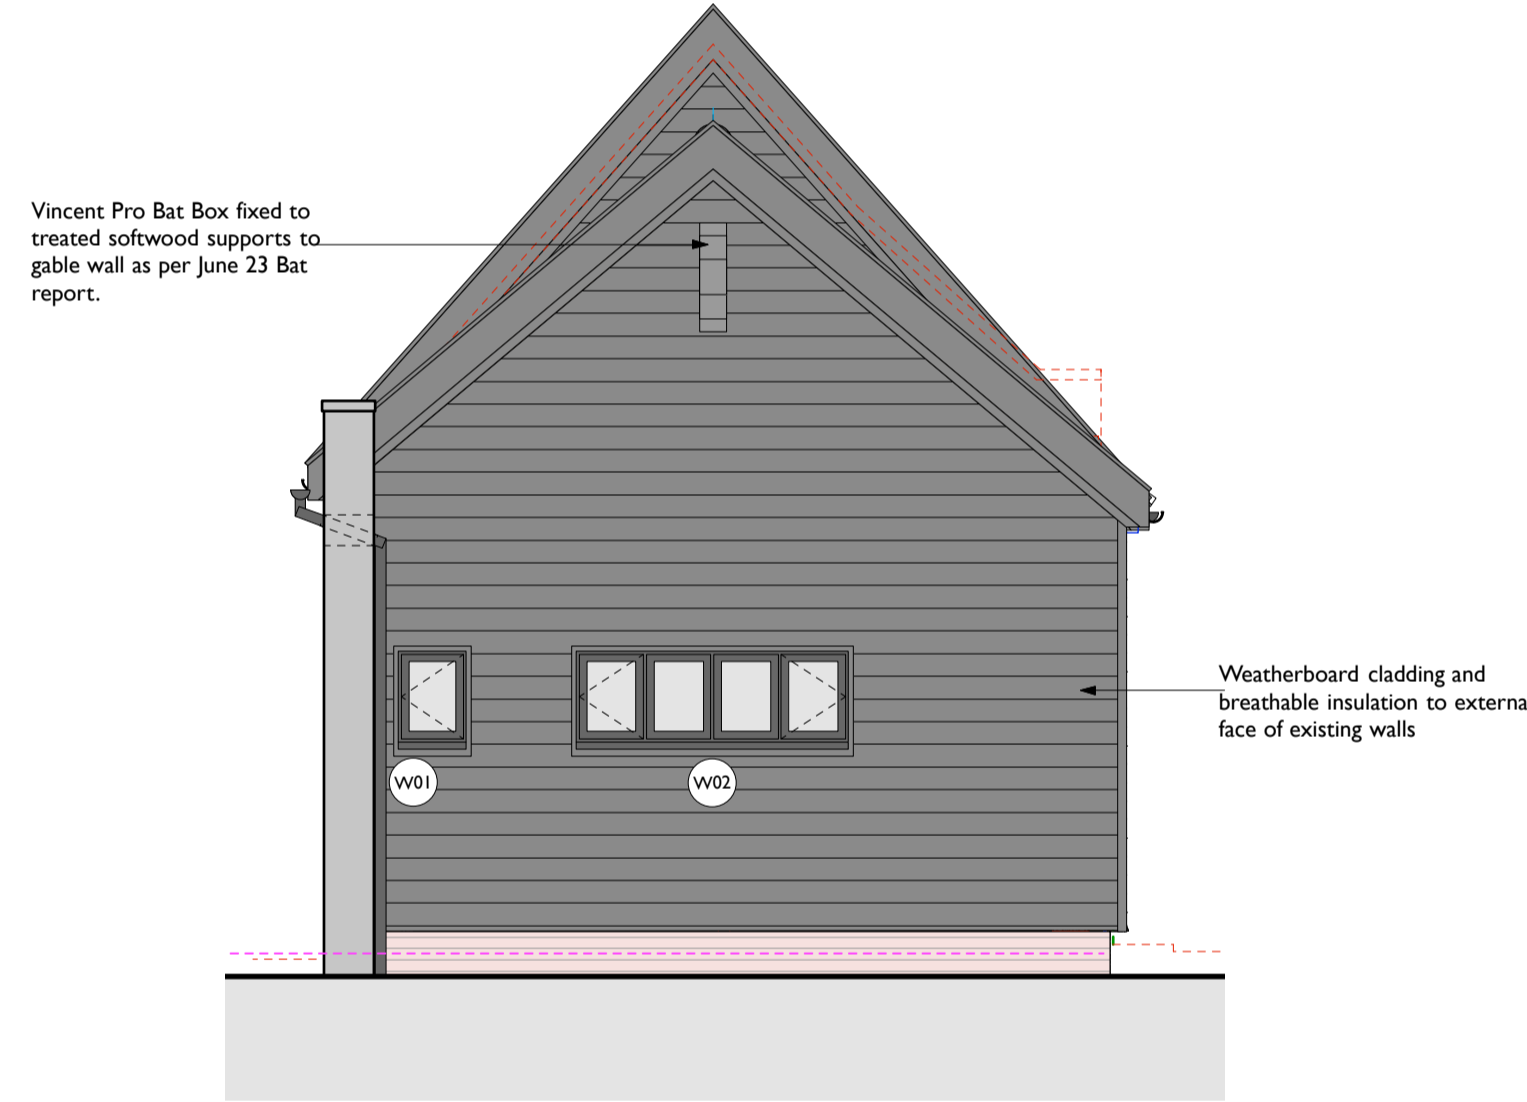 Vincent Pro Bat Box fixed to
treated softwood supports to
gable wall as per June 23 Bat
report.
Weatherboard cladding and
breathable insulation to externa
face of existing walls
W01
W02